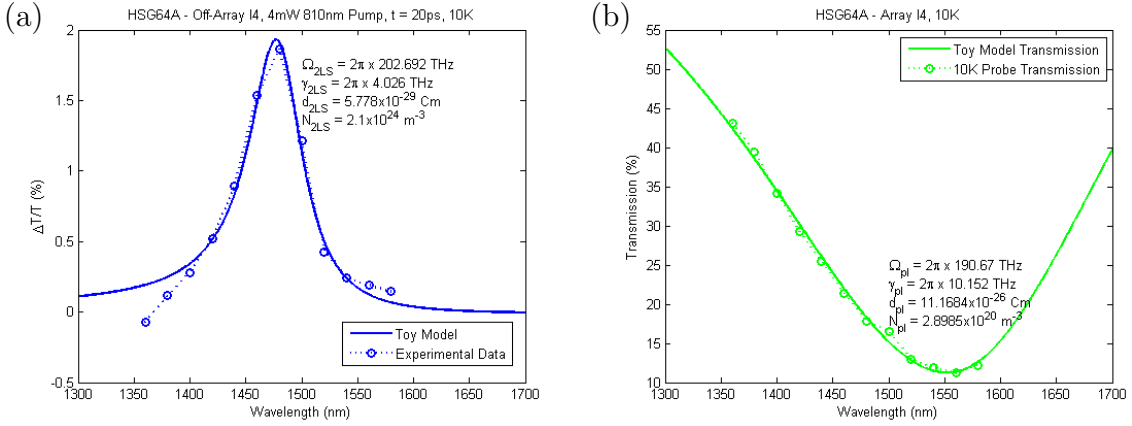 (a)
HSG64A - Off-Array I4, 4mW 810nm Pump, t = 20ps, 10K
2
1.5
1
0.5
0
-0.5
ΔT/T (%)
Ω2LS = 2π x 202.692 THz
γ2LS = 2π x 4.026 THz
d2LS = 5.778x10-29 Cm
N2LS = 2.1x1024 m-3
Toy Model
Experimental Data
1300 1350 1400 1450 1500 1550 1600 1650 1700
Wavelength (nm)
(b)
HSG64A - Array I4, 10K
55
50
45
40
35
30
25
20
15
10
Transmission (%)
Toy Model Transmission
10K Probe Transmission
Ωpl = 2π x 190.67 THz
γpl = 2π x 10.152 THz
dpl = 11.1684x10-26 Cm
Npl = 2.8985x1020 m-3
1300 1350 1400 1450 1500 1550 1600 1650 1700
Wavelength (nm)